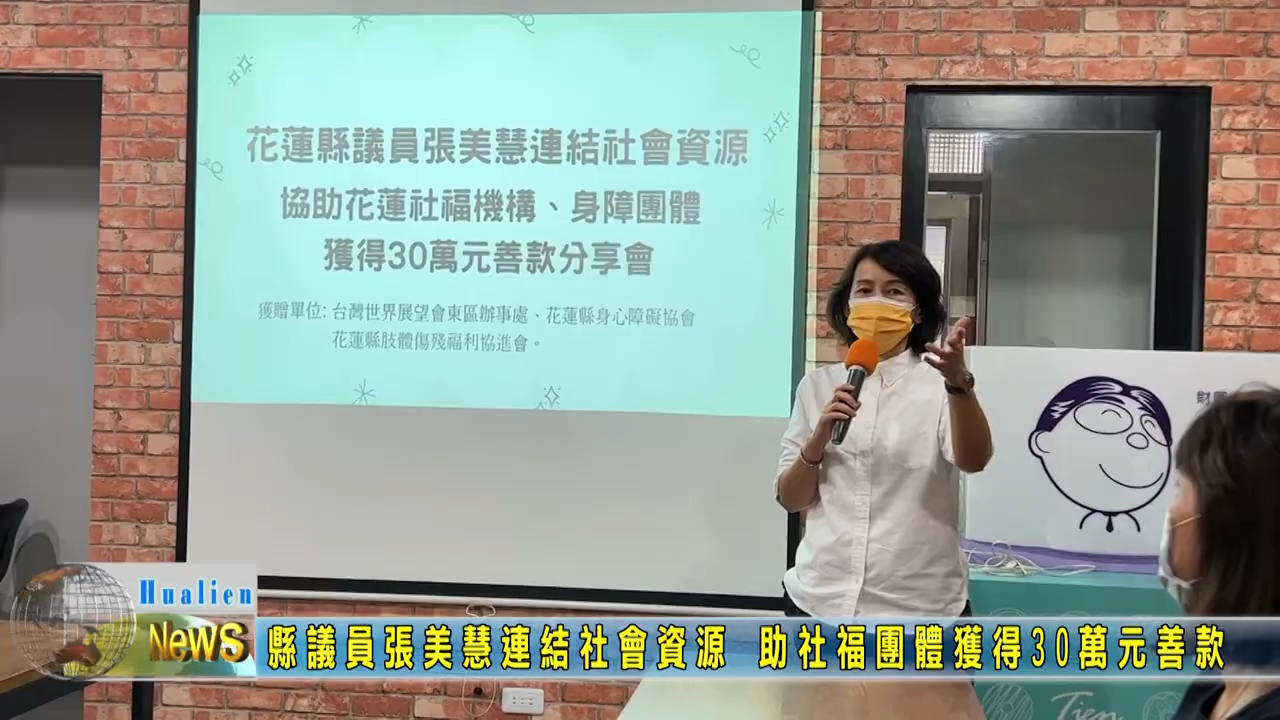 花蓮縣議員張美慧連結社會資源
協助花蓮社福機構、身障團體
獲得30萬元善款分享會
獲贈單位: 台灣世界展望會東區辦事處、花蓮縣身心障礙協會
花蓮縣肢體傷殘福利協進會。
財團
Hualien
NewS
縣議員張美慧連結社會資源 助社福團體獲得30萬元善款
Tien